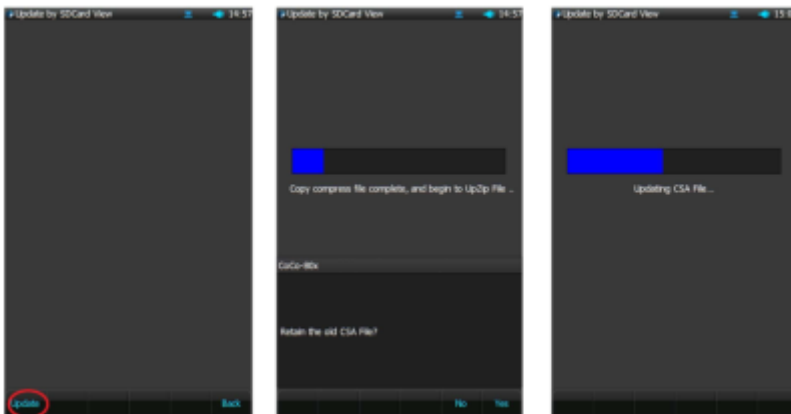 Update by SDCard View 14:57
Update Back
Update by SDCard View 14:57
Copy compress file complete, and begin to UpZip File ..
CoCo-80x
Retain the old CSA File?
No Yes
Update by SDCard View
Updating CSA File...